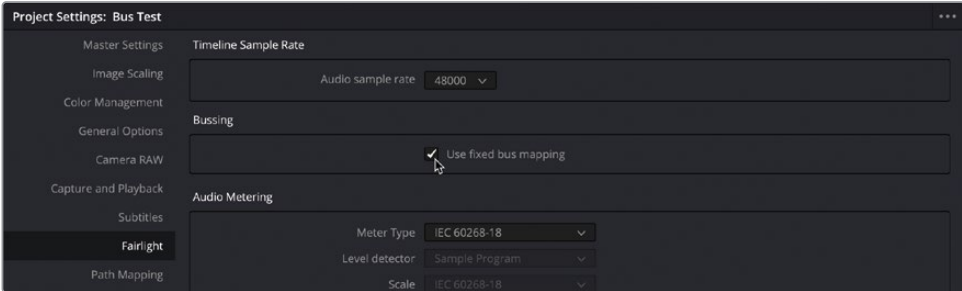 Project Settings: Bus Test
Master Settings
Image Scaling
Color Management
General Options
Camera RAW
Capture and Playback
Subtitles
Fairlight
Path Mapping
Timeline Sample Rate
Audio sample rate 48000
Bussing
Use fixed bus mapping
Audio Metering
Meter Type IEC 60268-18
Level detector Sample Program
Scale IEC 60268-18